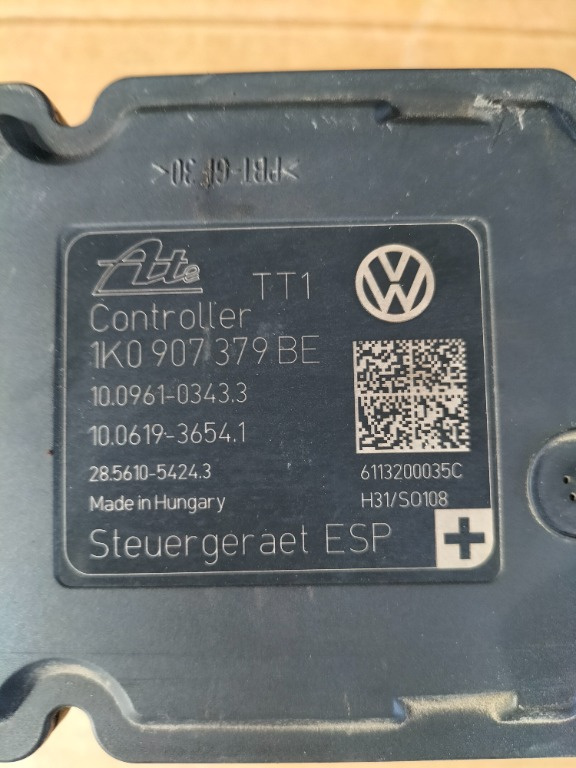 >PBT-GF 30<
Ate
TT1
VW
Controller
1K0 907 379 BE
10.0961-0343.3
10.0619-3654.1
28.5610-5424.3
6113200035C
Made in Hungary
H31/SO108
Steuergeraet ESP